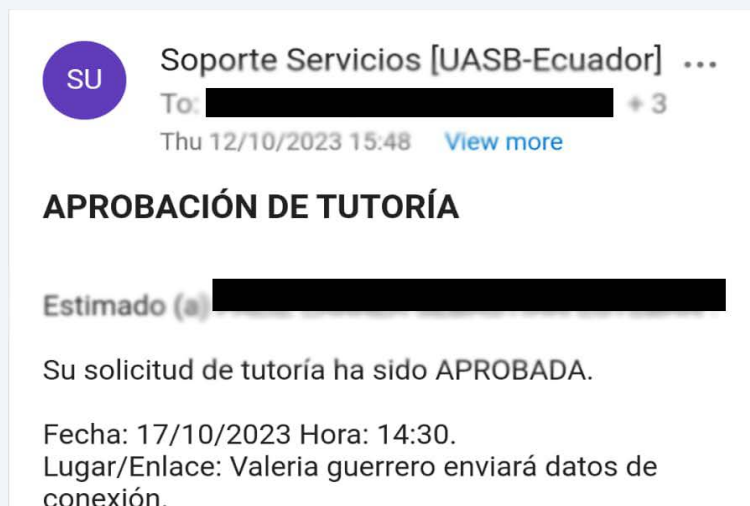 SU
Soporte Servicios [UASB-Ecuador] ...
To: + 3
Thu 12/10/2023 15:48 View more
APROBACIÓN DE TUTORÍA
Estimado (a)
Su solicitud de tutoría ha sido APROBADA.
Fecha: 17/10/2023 Hora: 14:30.
Lugar/Enlace: Valeria guerrero enviará datos de
conexión.